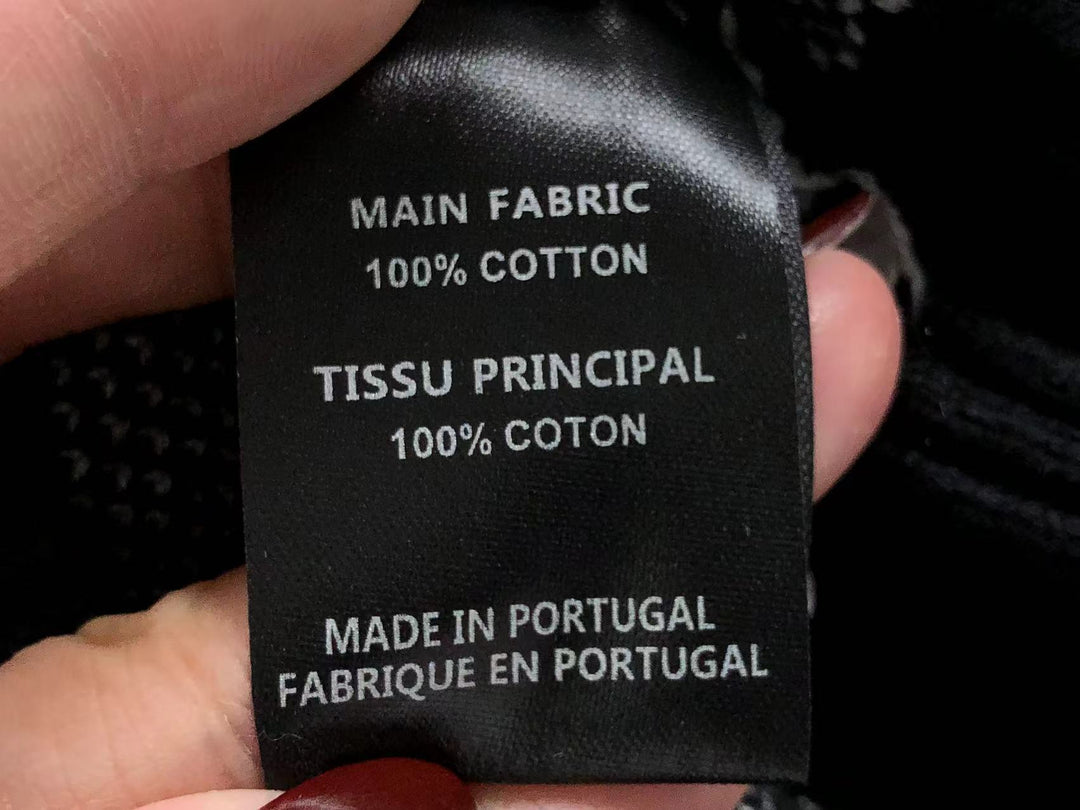 MAIN FABRIC
100% COTTON
TISSU PRINCIPAL
100% COTON
MADE IN PORTUGAL
FABRIQUE EN PORTUGAL